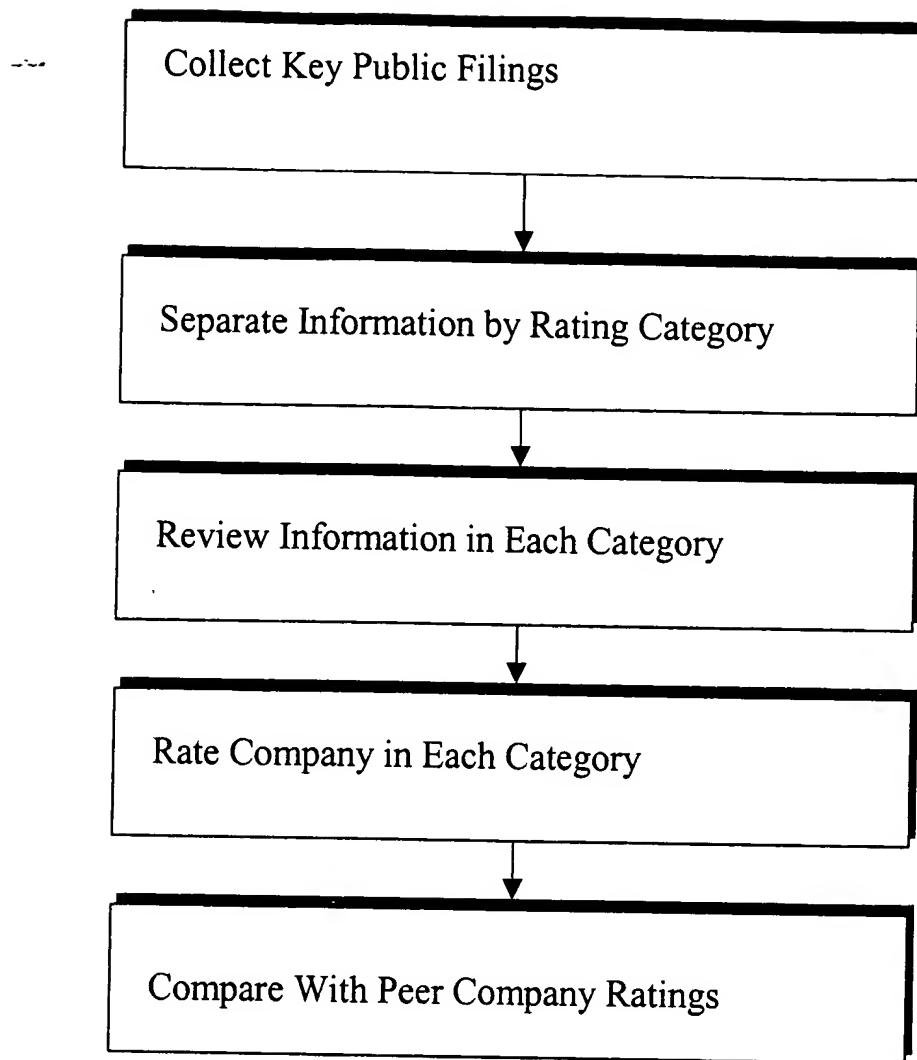 Collect Key Public Filings
Separate Information by Rating Category
Review Information in Each Category
Rate Company in Each Category
Compare With Peer Company Ratings